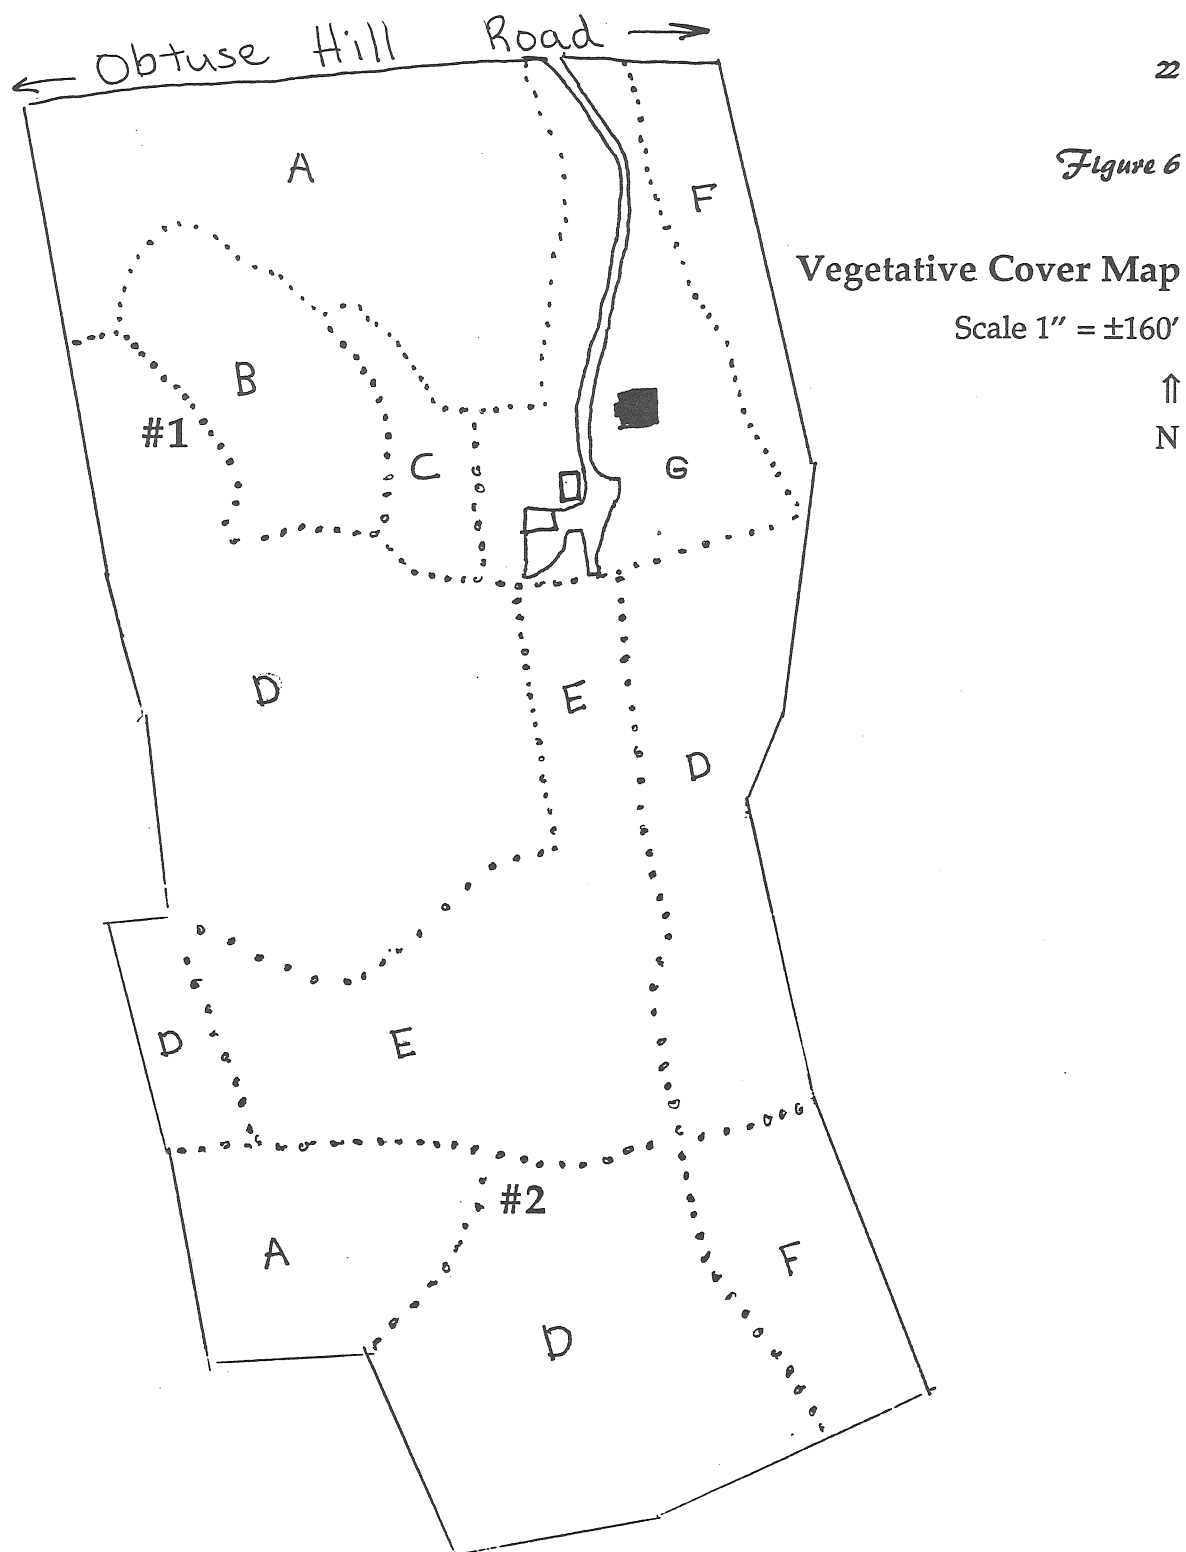 Obtuse Hill Road
22
Figure 6
A
F
Vegetative Cover Map
Scale 1" = ±160'
B
⇑
#1
N
C
G
D
E
D
D
E
#2
A
F
D